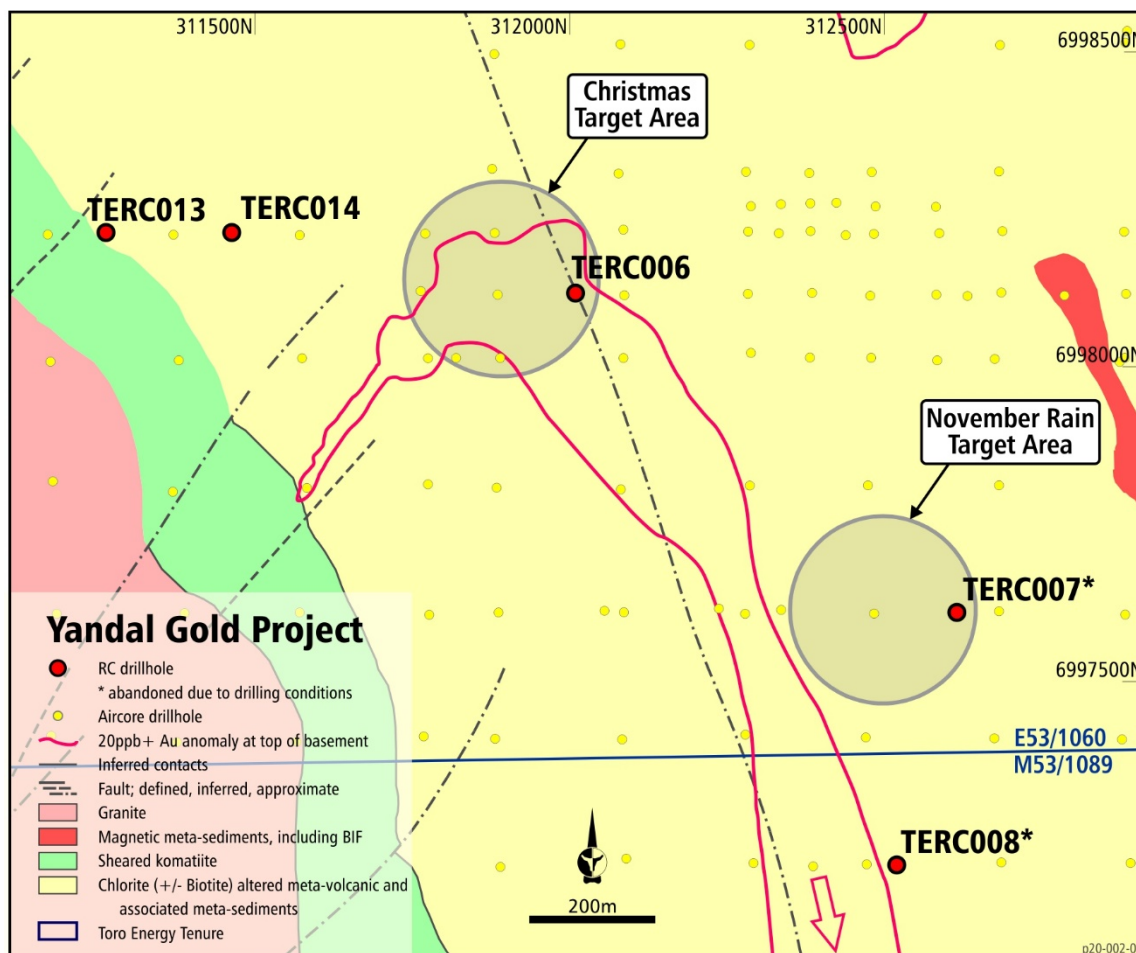 311500N
312000N
312500N
6998500N
Christmas
Target Area
TERC013
TERC014
TERC006
6998000N
November Rain
Target Area
TERC007*
6997500N
E53/1060
M53/1089
TERC008*
Yandal Gold Project
RC drillhole
* abandoned due to drilling conditions
Aircore drillhole
20ppb+ Au anomaly at top of basement
Inferred contacts
Fault; defined, inferred, approximate
Granite
Magnetic meta-sediments, including BIF
Sheared komatiite
Chlorite (+/- Biotite) altered meta-volcanic and
associated meta-sediments
Toro Energy Tenure
200m